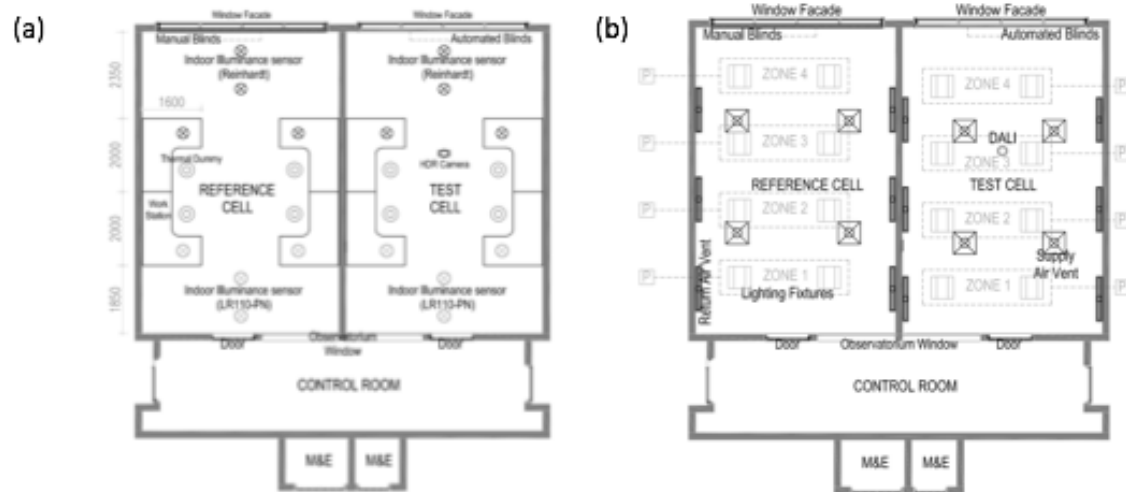 (a)
Window Facade
Window Facade
Manual Blinds
Automated Blinds
Indoor Illuminance sensor
(Reinhardt)
Indoor Illuminance sensor
(Reinhardt)
2350
1600
2000
Thermal Dummy
HDR Camera
REFERENCE
CELL
TEST
CELL
Work
Station
2000
1850
Indoor Illuminance sensor
(LR110-PN)
Indoor Illuminance sensor
(LR110-PN)
Door
Observatorium
Window
Door
CONTROL ROOM
M&E
M&E
(b)
Window Facade
Window Facade
Manual Blinds
Automated Blinds
P
ZONE 4
ZONE 4
P
P
ZONE 3
DALI
ZONE 3
P
REFERENCE CELL
TEST CELL
P
ZONE 2
ZONE 2
P
Return Air Vent
Supply
Air Vent
P
ZONE 1
ZONE 1
P
Lighting Fixtures
Door
Observatorium Window
Door
CONTROL ROOM
M&E
M&E